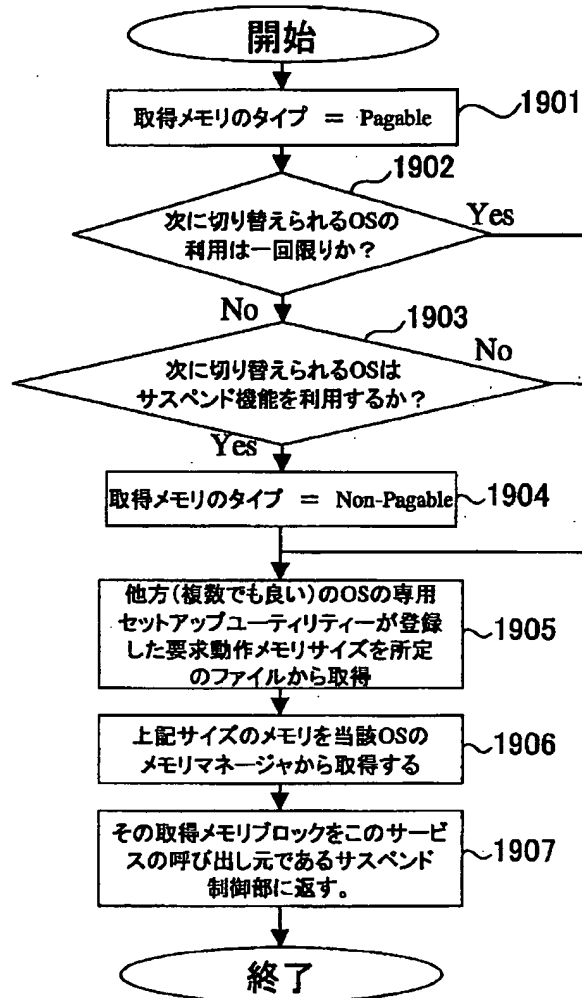 開始
取得メモリのタイプ = Pagable
1901
1902
次に切り替えられるOSの
利用は一回限りか?
Yes
No
1903
次に切り替えられるOSは
サスペンド機能を利用するか?
No
Yes
取得メモリのタイプ = Non-Pagable
1904
他方(複数でも良い)のOSの専用
セットアップユーティリティーが登録
した要求動作メモリサイズを所定
のファイルから取得
1905
上記サイズのメモリを当該OSの
メモリマネージャから取得する
1906
その取得メモリブロックをこのサービ
スの呼び出し元であるサスペンド
制御部に返す。
1907
終了